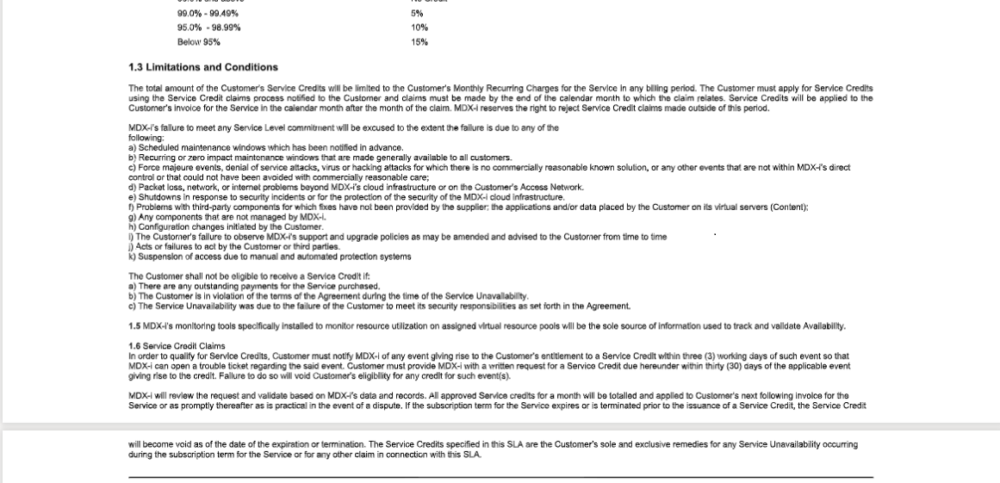 99.0% - 99.49% 5%
95.0% - 98.99% 10%
Below 95% 15%
1.3 Limitations and Conditions
The total amount of the Customer's Service Credits will be limited to the Customer's Monthly Recurring Charges for the Service in any billing period. The Customer must apply for Service Credits
using the Service Credit claims process notified to the Customer and claims must be made by the end of the calendar month to which the claim relates. Service Credits will be applied to the
Customer's invoice for the Service in the calendar month after the month of the claim. MDX-i reserves the right to reject Service Credit claims made outside of this period.
MDX-i's failure to meet any Service Level commitment will be excused to the extent the failure is due to any of the
following:
a) Scheduled maintenance windows which has been notified in advance.
b) Recurring or zero impact maintenance windows that are made generally available to all customers.
c) Force majeure events, denial of service attacks, virus or hacking attacks for which there is no commercially reasonable known solution, or any other events that are not within MDX-i's direct
control or that could not have been avoided with commercially reasonable care;
d) Packet loss, network, or internet problems beyond MDX-i's cloud infrastructure or on the Customer's Access Network.
e) Shutdowns in response to security incidents or for the protection of the security of the MDX-i cloud infrastructure.
f) Problems with third-party components for which fixes have not been provided by the supplier; the applications and/or data placed by the Customer on its virtual servers (Content);
g) Any components that are not managed by MDX-i.
h) Configuration changes initiated by the Customer.
i) The Customer's failure to observe MDX-i's support and upgrade policies as may be amended and advised to the Customer from time to time
j) Acts or failures to act by the Customer or third parties.
k) Suspension of access due to manual and automated protection systems
The Customer shall not be eligible to receive a Service Credit if:
a) There are any outstanding payments for the Service purchased.
b) The Customer is in violation of the terms of the Agreement during the time of the Service Unavailability.
c) The Service Unavailability was due to the failure of the Customer to meet its security responsibilities as set forth in the Agreement.
1.5 MDX-i's monitoring tools specifically installed to monitor resource utilization on assigned virtual resource pools will be the sole source of information used to track and validate Availability.
1.6 Service Credit Claims
In order to qualify for Service Credits, Customer must notify MDX-i of any event giving rise to the Customer's entitlement to a Service Credit within three (3) working days of such event so that
MDX-i can open a trouble ticket regarding the said event. Customer must provide MDX-i with a written request for a Service Credit due hereunder within thirty (30) days of the applicable event
giving rise to the credit. Failure to do so will void Customer's eligibility for any credit for such event(s).
MDX-i will review the request and validate based on MDX-i's data and records. All approved Service credits for a month will be totalled and applied to Customer's next following invoice for the
Service or as promptly thereafter as is practical in the event of a dispute. If the subscription term for the Service expires or is terminated prior to the issuance of a Service Credit, the Service Credit
will become void as of the date of the expiration or termination. The Service Credits specified in this SLA are the Customer's sole and exclusive remedies for any Service Unavailability occurring
during the subscription term for the Service or for any other claim in connection with this SLA.